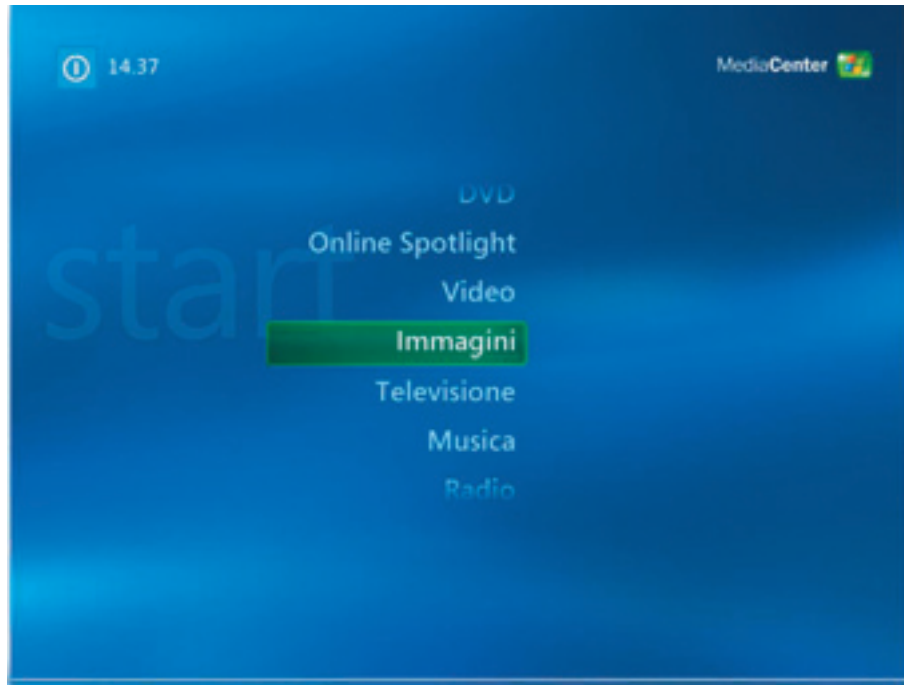 14.37
MediaCenter
start
DVD
Online Spotlight
Video
Immagini
Televisione
Musica
Radio